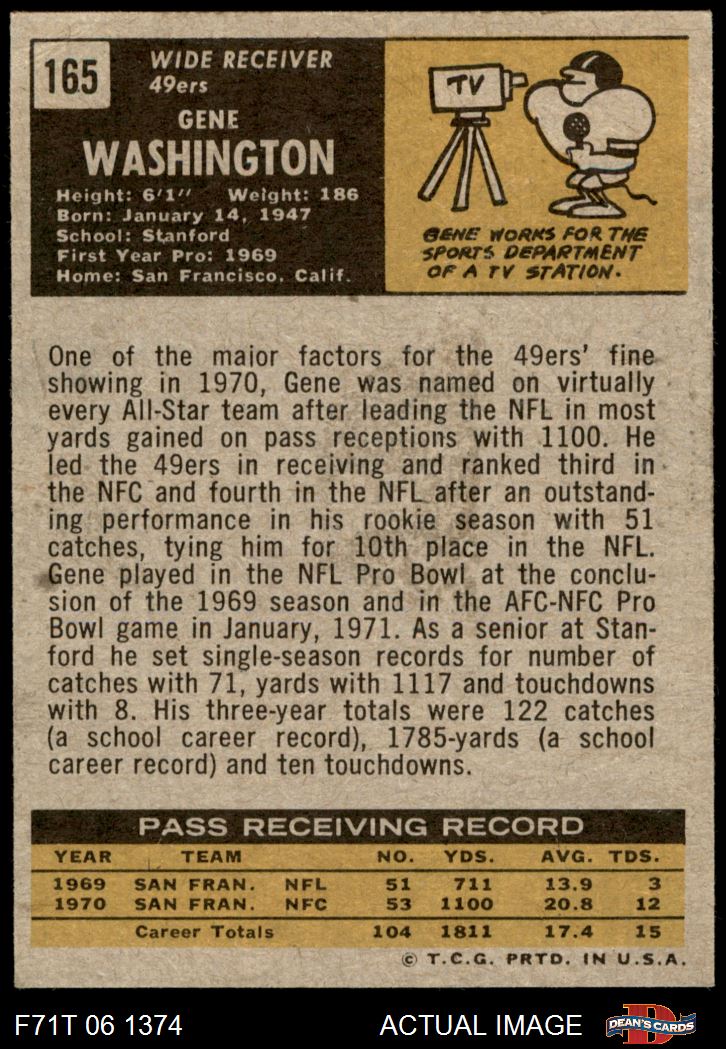 165
WIDE RECEIVER
49ers
GENE
WASHINGTON
Height: 6'1" Weight: 186
Born: January 14, 1947
School: Stanford
First Year Pro: 1969
Home: San Francisco, Calif.
TV
GENE WORKS FOR THE
SPORTS DEPARTMENT
OF A TV STATION.
One of the major factors for the 49ers' fine
showing in 1970, Gene was named on virtually
every All-Star team after leading the NFL in most
yards gained on pass receptions with 1100. He
led the 49ers in receiving and ranked third in
the NFC and fourth in the NFL after an outstand-
ing performance in his rookie season with 51
catches, tying him for 10th place in the NFL.
Gene played in the NFL Pro Bowl at the conclu-
sion of the 1969 season and in the AFC-NFC Pro
Bowl game in January, 1971. As a senior at Stan-
ford he set single-season records for number of
catches with 71, yards with 1117 and touchdowns
with 8. His three-year totals were 122 catches
(a school career record), 1785-yards (a school
career record) and ten touchdowns.
PASS RECEIVING RECORD
YEAR TEAM NO. YDS. AVG. TDS.
1969 SAN FRAN. NFL 51 711 13.9 3
1970 SAN FRAN. NFC 53 1100 20.8 12
Career Totals 104 1811 17.4 15
© T.C.G. PRTD. IN U.S.A.
F71T 06 1374 ACTUAL IMAGE D DEAN'S CARDS